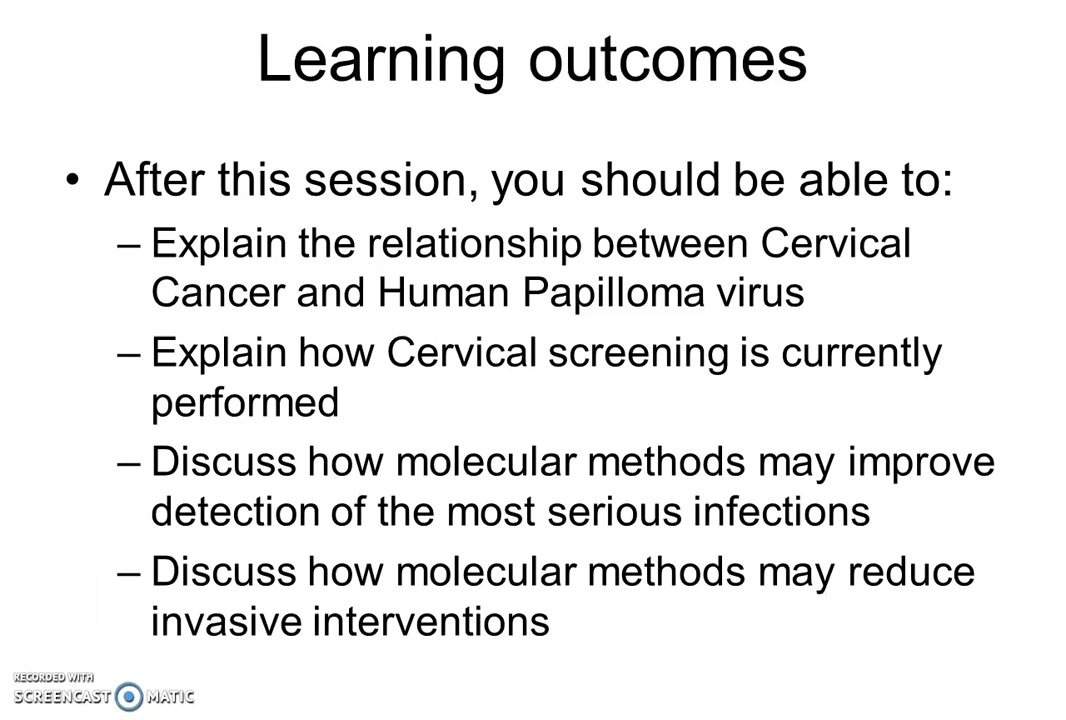 Learning outcomes
• After this session, you should be able to:
– Explain the relationship between Cervical
Cancer and Human Papilloma virus
– Explain how Cervical screening is currently
performed
– Discuss how molecular methods may improve
detection of the most serious infections
– Discuss how molecular methods may reduce
invasive interventions
RECORDED WITH
SCREENCAST MATIC